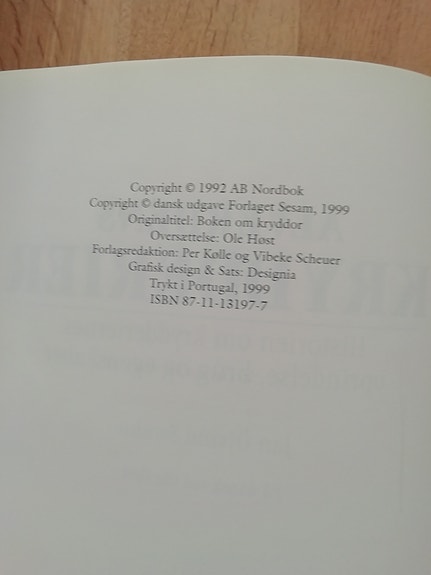 Copyright © 1992 AB Nordbok
Copyright © dansk udgave Forlaget Sesam, 1999
Originaltitel: Boken om kryddor
Oversættelse: Ole Høst
Forlagsredaktion: Per Kølle og Vibeke Scheuer
Grafisk design & Sats: Designia
Trykt i Portugal, 1999
ISBN 87-11-13197-7